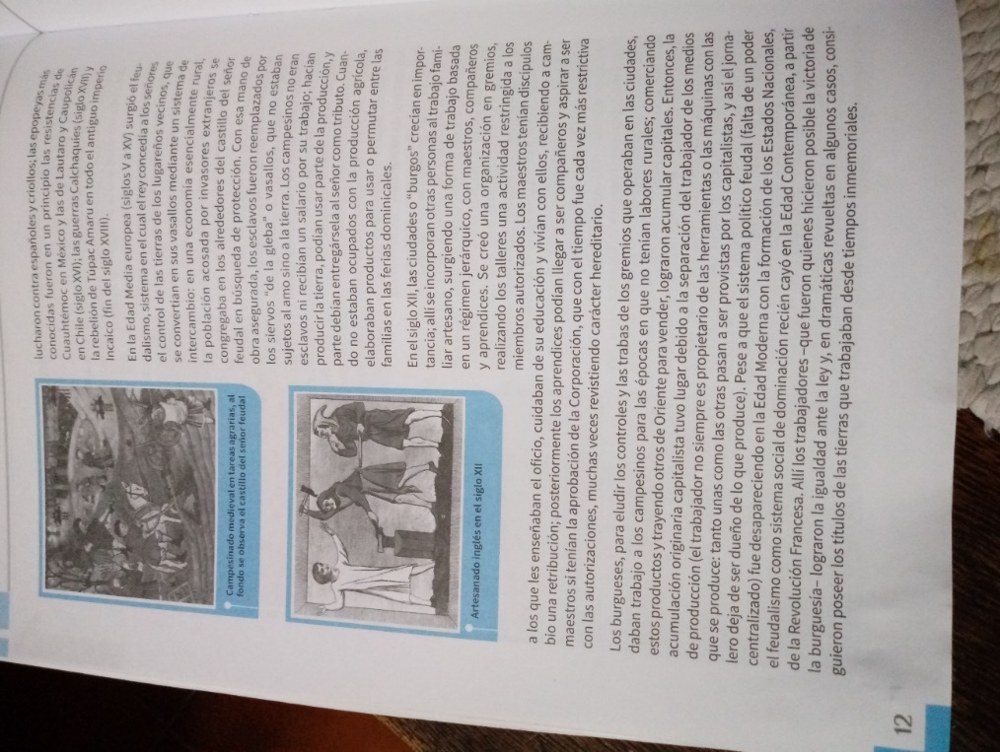 lucharon contra españoles y criollos; las epopeyas más
conocidas fueron en un principio las resistencias de
Cuauhtémoc en México y las de Lautaro y Caupolicán
en Chile (siglo XVI); las guerras Calchaquíes (siglo XVII) y
la rebelión de Túpac Amaru en todo el antiguo imperio
Incaico (fin del siglo XVIII).
En la Edad Media europea (siglos V a XV) surgió el feu-
dalismo, sistema en el cual el rey concedía a los señores
el control de las tierras de los lugareños vecinos, que
se convertían en sus vasallos mediante un sistema de
intercambio: en una economía esencialmente rural,
la población acosada por invasores extranjeros se
congregaba en los alrededores del castillo del señor
feudal en búsqueda de protección. Con esa mano de
obra asegurada, los esclavos fueron reemplazados por
los siervos "de la gleba" o vasallos, que no estaban
sujetos al amo sino a la tierra. Los campesinos no eran
esclavos ni recibían un salario por su trabajo; hacían
producir la tierra, podían usar parte de la producción, y
parte debían entregársela al señor como tributo. Cuan-
do no estaban ocupados con la producción agrícola,
elaboraban productos para usar o permutar entre las
familias en las ferias dominicales.
Campesinado medieval en tareas agrarias, al
fondo se observa el castillo del señor feudal
En el siglo XII, las ciudades o "burgos" crecían en impor-
tancia; allí se incorporan otras personas al trabajo fami-
liar artesano, surgiendo una forma de trabajo basada
en un régimen jerárquico, con maestros, compañeros
y aprendices. Se creó una organización en gremios,
realizando los talleres una actividad restringida a los
miembros autorizados. Los maestros tenían discípulos
Artesanado inglés en el siglo XII
a los que les enseñaban el oficio, cuidaban de su educación y vivían con ellos, recibiendo a cam-
bio una retribución; posteriormente los aprendices podían llegar a ser compañeros y aspirar a ser
maestros si tenían la aprobación de la Corporación, que con el tiempo fue cada vez más restrictiva
con las autorizaciones, muchas veces revistiendo carácter hereditario.
Los burgueses, para eludir los controles y las trabas de los gremios que operaban en las ciudades,
daban trabajo a los campesinos para las épocas en que no tenían labores rurales; comerciando
estos productos y trayendo otros de Oriente para vender, lograron acumular capitales. Entonces, la
acumulación originaria capitalista tuvo lugar debido a la separación del trabajador de los medios
de producción (el trabajador no siempre es propietario de las herramientas o las máquinas con las
que se produce: tanto unas como las otras pasan a ser provistas por los capitalistas, y así el jorna-
lero deja de ser dueño de lo que produce). Pese a que el sistema político feudal (falta de un poder
centralizado) fue desapareciendo en la Edad Moderna con la formación de los Estados Nacionales,
el feudalismo como sistema social de dominación recién cayó en la Edad Contemporánea, a partir
de la Revolución Francesa. Allí los trabajadores –que fueron quienes hicieron posible la victoria de
la burguesía– lograron la igualdad ante la ley y, en dramáticas revueltas en algunos casos, consi-
guieron poseer los títulos de las tierras que trabajaban desde tiempos inmemoriales.
12